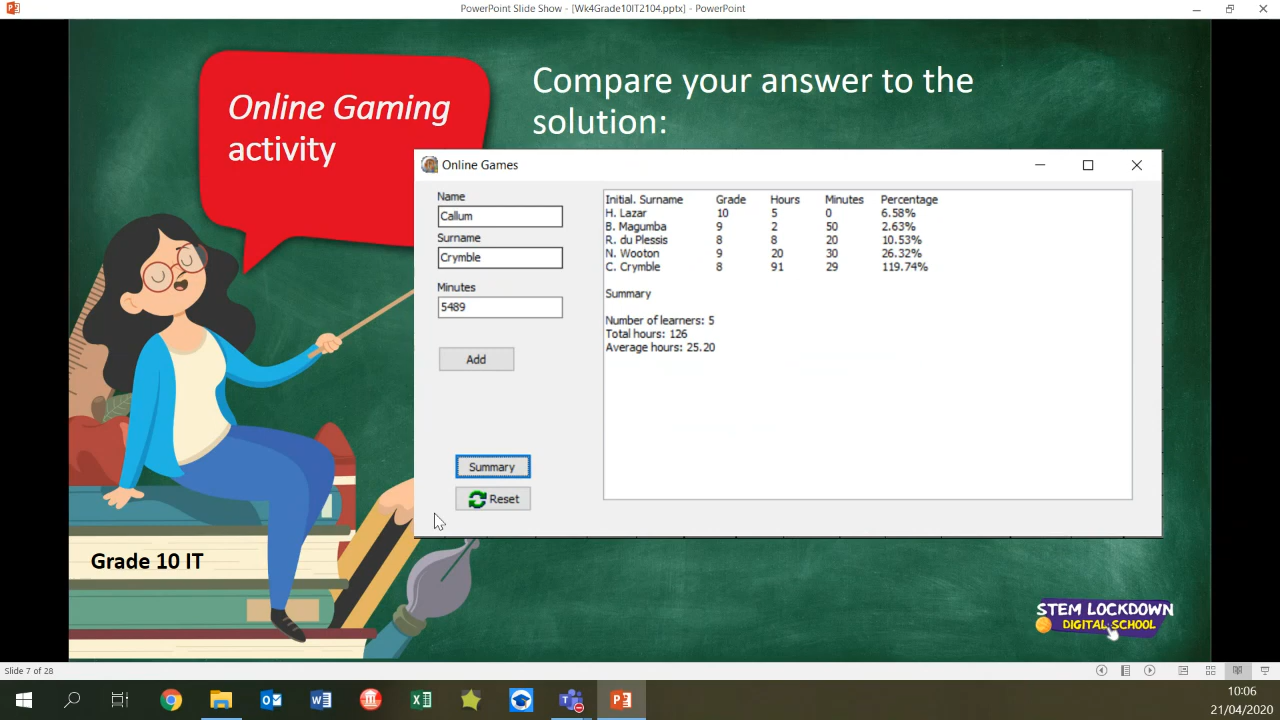 PowerPoint Slide Show - [Wk4Grade10IT2104.pptx] - PowerPoint
Online Gaming
activity
Compare your answer to the
solution:
Online Games
Name
Callum
Surname
Crymble
Minutes
5489
Add
Summary
Reset
Initial. Surname Grade Hours Minutes Percentage
H. Lazar 10 5 0 6.58%
B. Magumba 9 2 50 2.63%
R. du Plessis 8 8 20 10.53%
N. Wooton 9 20 30 26.32%
C. Crymble 8 91 29 119.74%
Summary
Number of learners: 5
Total hours: 126
Average hours: 25.20
Grade 10 IT
STEM LOCKDOWN
DIGITAL SCHOOL
Slide 7 of 28
10:06
21/04/2020